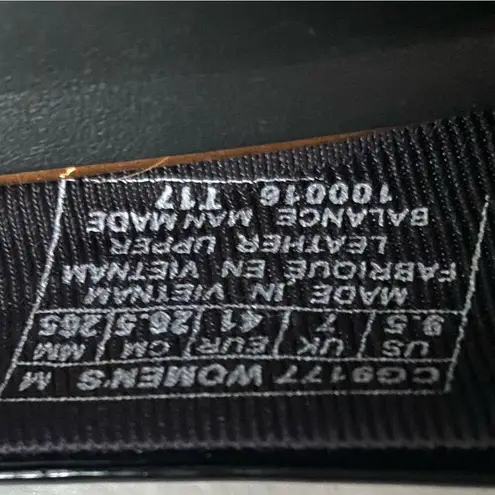 CG9177 WOMEN'S M
US UK EUR CM MM
9.5 7 41 26.5 265
MADE IN VIETNAM
FABRIQUE EN VIETNAM
LEATHER UPPER
BALANCE MAN MADE
100016 T17